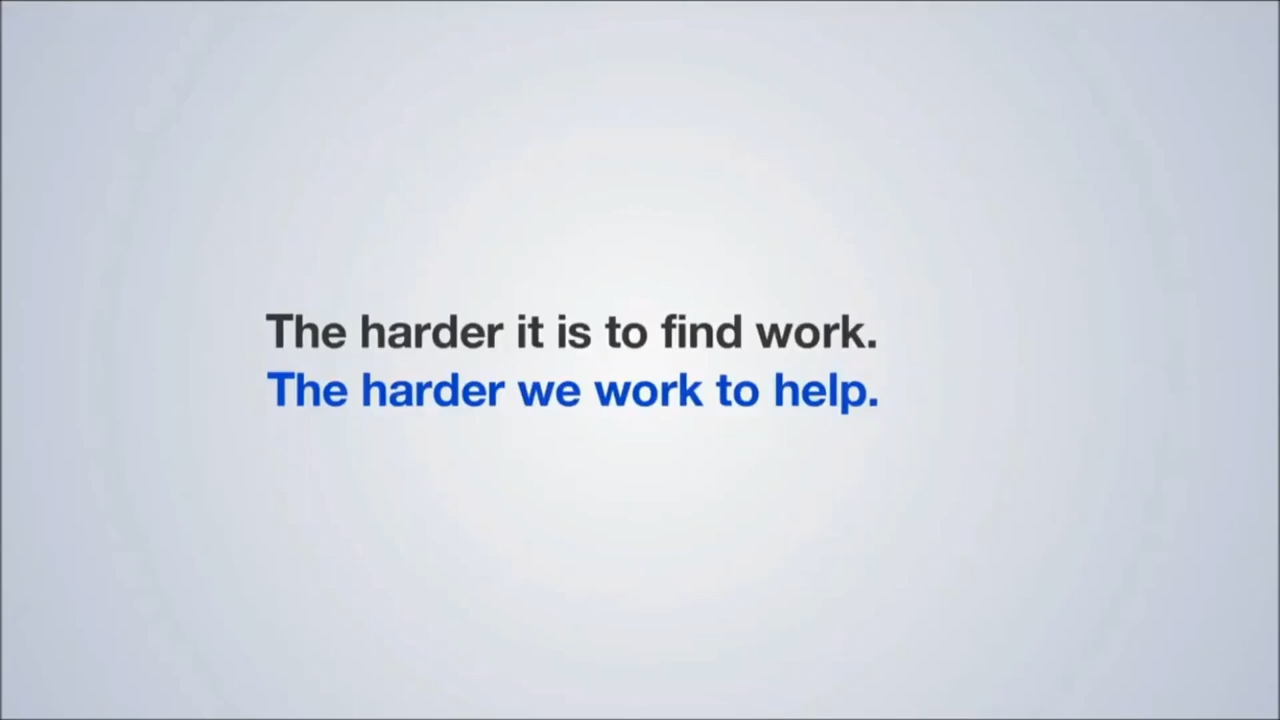 The harder it is to find work.
The harder we work to help.